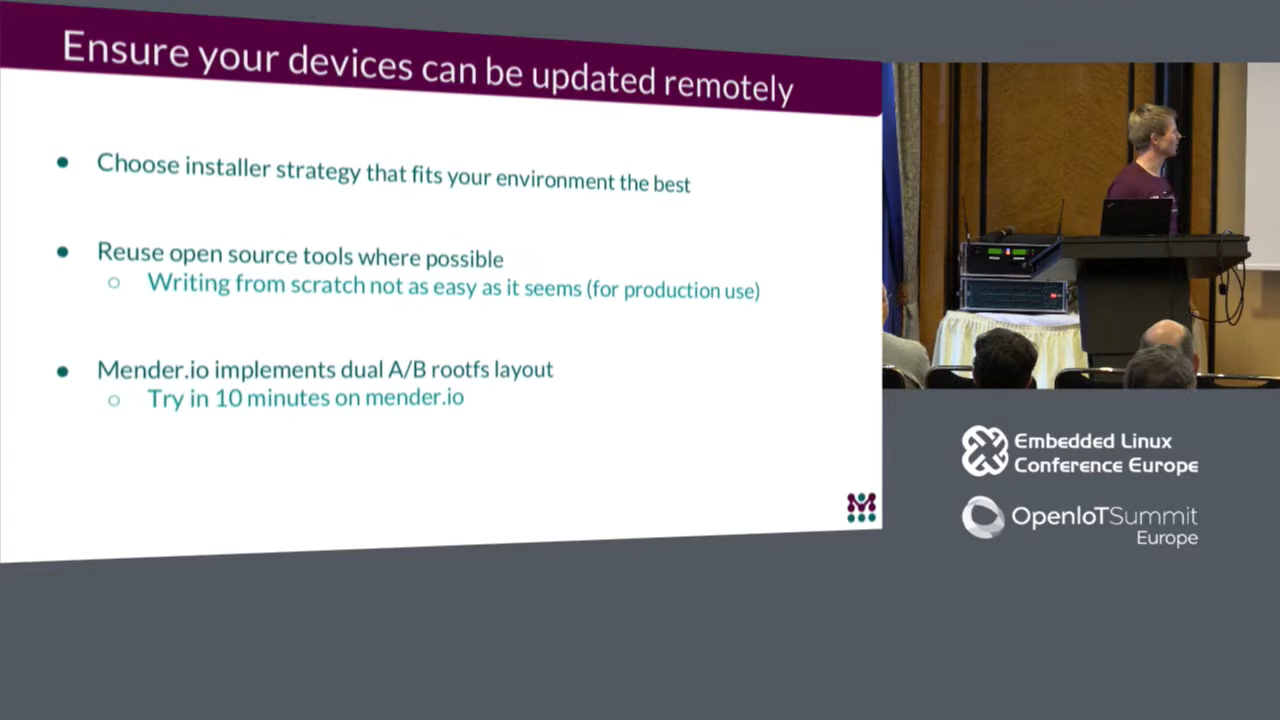 Ensure your devices can be updated remotely
● Choose installer strategy that fits your environment the best
● Reuse open source tools where possible
○ Writing from scratch not as easy as it seems (for production use)
● Mender.io implements dual A/B rootfs layout
○ Try in 10 minutes on mender.io
Embedded Linux
Conference Europe
OpenIoTSummit
Europe